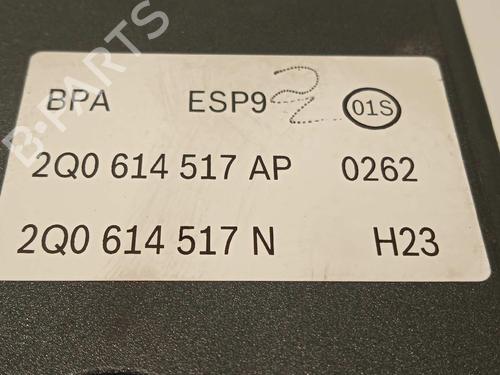 BPA ESP9 01S
2Q0 614 517 AP 0262
2Q0 614 517 N H23
B-PARTS